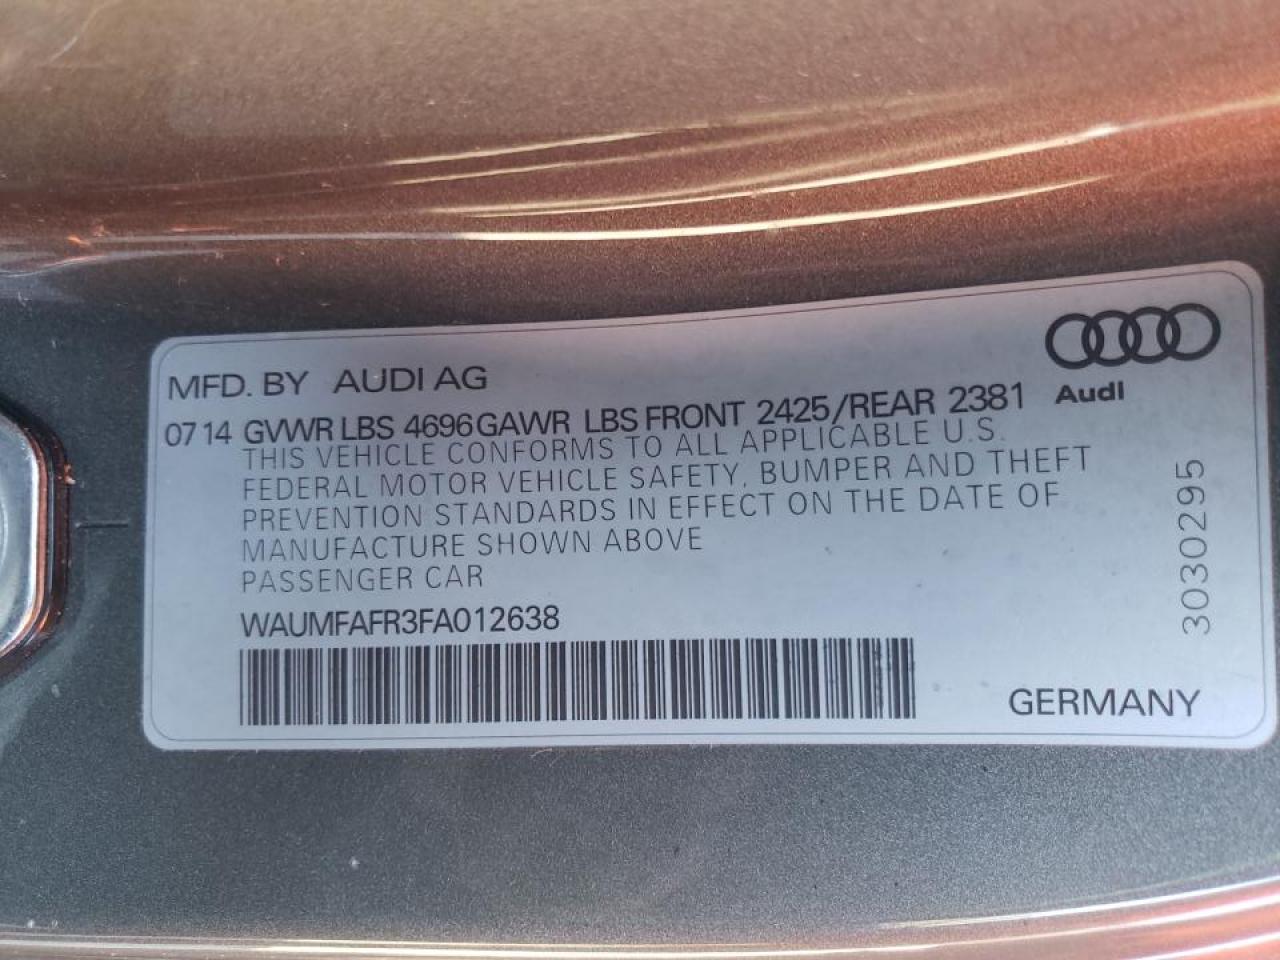 MFD. BY AUDI AG
Audi
07 14 GVWR LBS 4696 GAWR LBS FRONT 2425/REAR 2381
THIS VEHICLE CONFORMS TO ALL APPLICABLE U.S.
FEDERAL MOTOR VEHICLE SAFETY, BUMPER AND THEFT
PREVENTION STANDARDS IN EFFECT ON THE DATE OF
MANUFACTURE SHOWN ABOVE
PASSENGER CAR
WAUMFAFR3FA012638
3030295
GERMANY